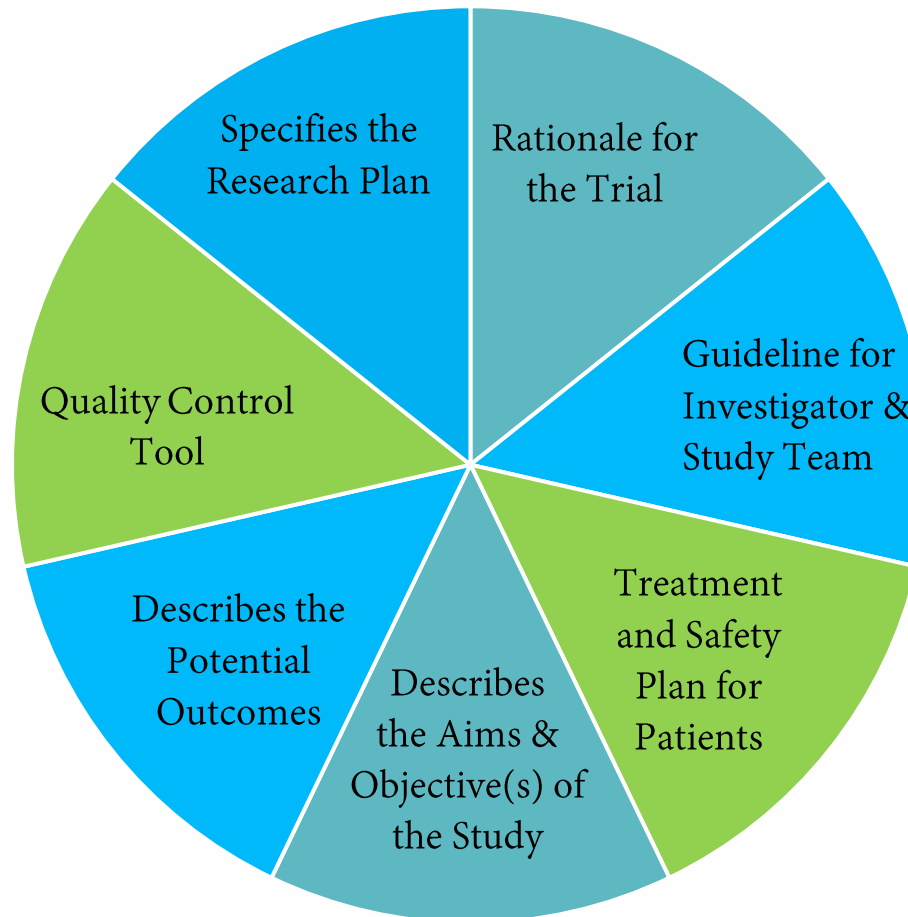 Rationale for
the Trial
Guideline for
Investigator &
Study Team
Treatment
and Safety
Plan for
Patients
Describes
the Aims &
Objective(s) of
the Study
Describes the
Potential
Outcomes
Quality Control
Tool
Specifies the
Research Plan